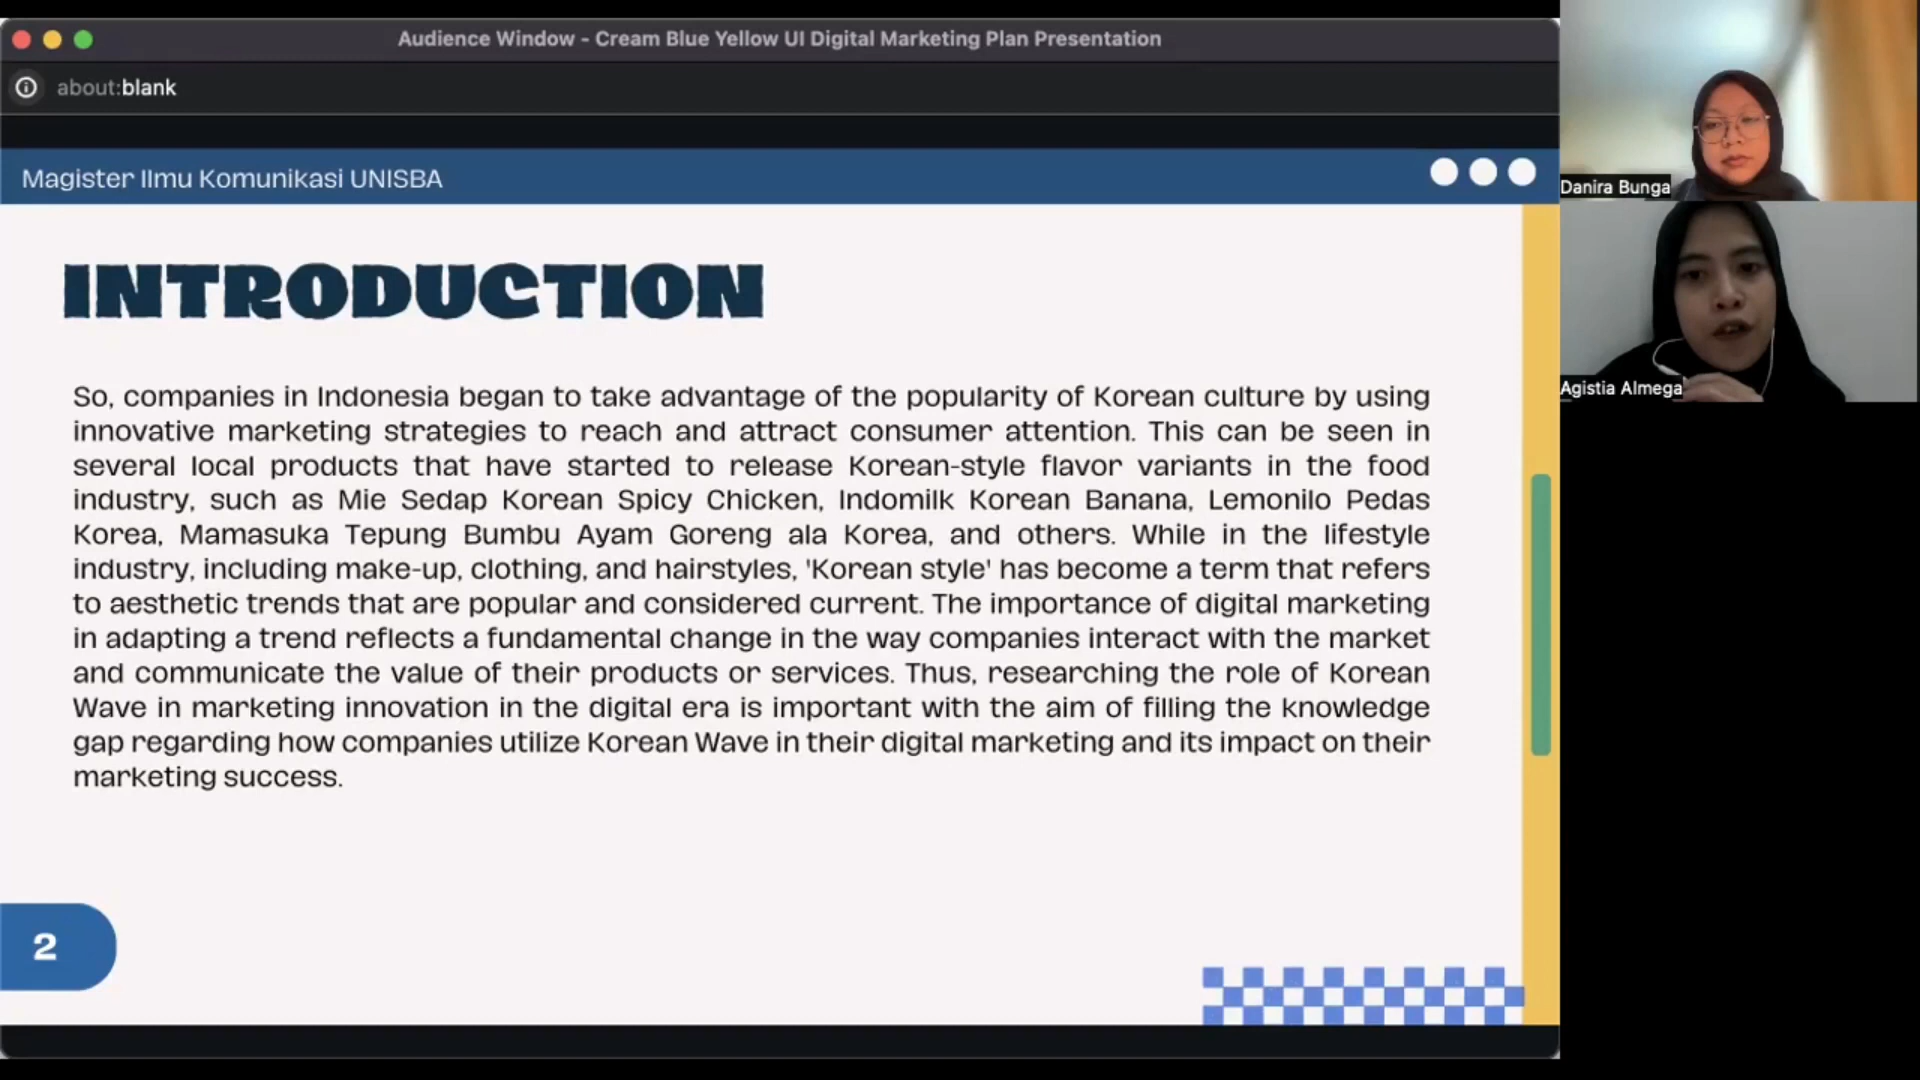 Audience Window - Cream Blue Yellow UI Digital Marketing Plan Presentation
about:blank
Magister Ilmu Komunikasi UNISBA
INTRODUCTION
So, companies in Indonesia began to take advantage of the popularity of Korean culture by using
innovative marketing strategies to reach and attract consumer attention. This can be seen in
several local products that have started to release Korean-style flavor variants in the food
industry, such as Mie Sedap Korean Spicy Chicken, Indomilk Korean Banana, Lemonilo Pedas
Korea, Mamasuka Tepung Bumbu Ayam Goreng ala Korea, and others. While in the lifestyle
industry, including make-up, clothing, and hairstyles, 'Korean style' has become a term that refers
to aesthetic trends that are popular and considered current. The importance of digital marketing
in adapting a trend reflects a fundamental change in the way companies interact with the market
and communicate the value of their products or services. Thus, researching the role of Korean
Wave in marketing innovation in the digital era is important with the aim of filling the knowledge
gap regarding how companies utilize Korean Wave in their digital marketing and its impact on their
marketing success.
2
Danira Bunga
Agistia Almega